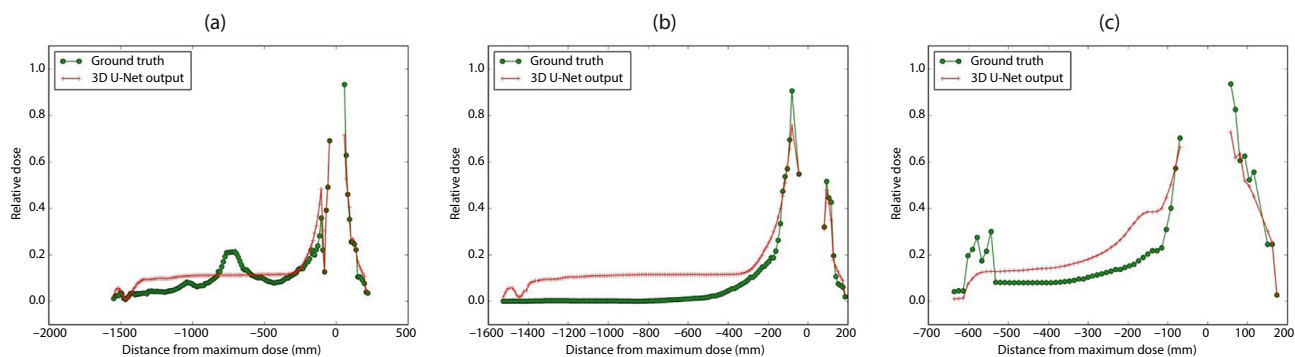 (a)
Relative dose
1.0
0.8
0.6
0.4
0.2
0.0
Ground truth
3D U-Net output
−2000
−1500
−1000
−500
0
500
Distance from maximum dose (mm)
(b)
Relative dose
1.0
0.8
0.6
0.4
0.2
0.0
Ground truth
3D U-Net output
−1600
−1400
−1200
−1000
−800
−600
−400
−200
0
200
Distance from maximum dose (mm)
(c)
Relative dose
1.0
0.8
0.6
0.4
0.2
0.0
Ground truth
3D U-Net output
−700
−600
−500
−400
−300
−200
−100
0
100
200
Distance from maximum dose (mm)